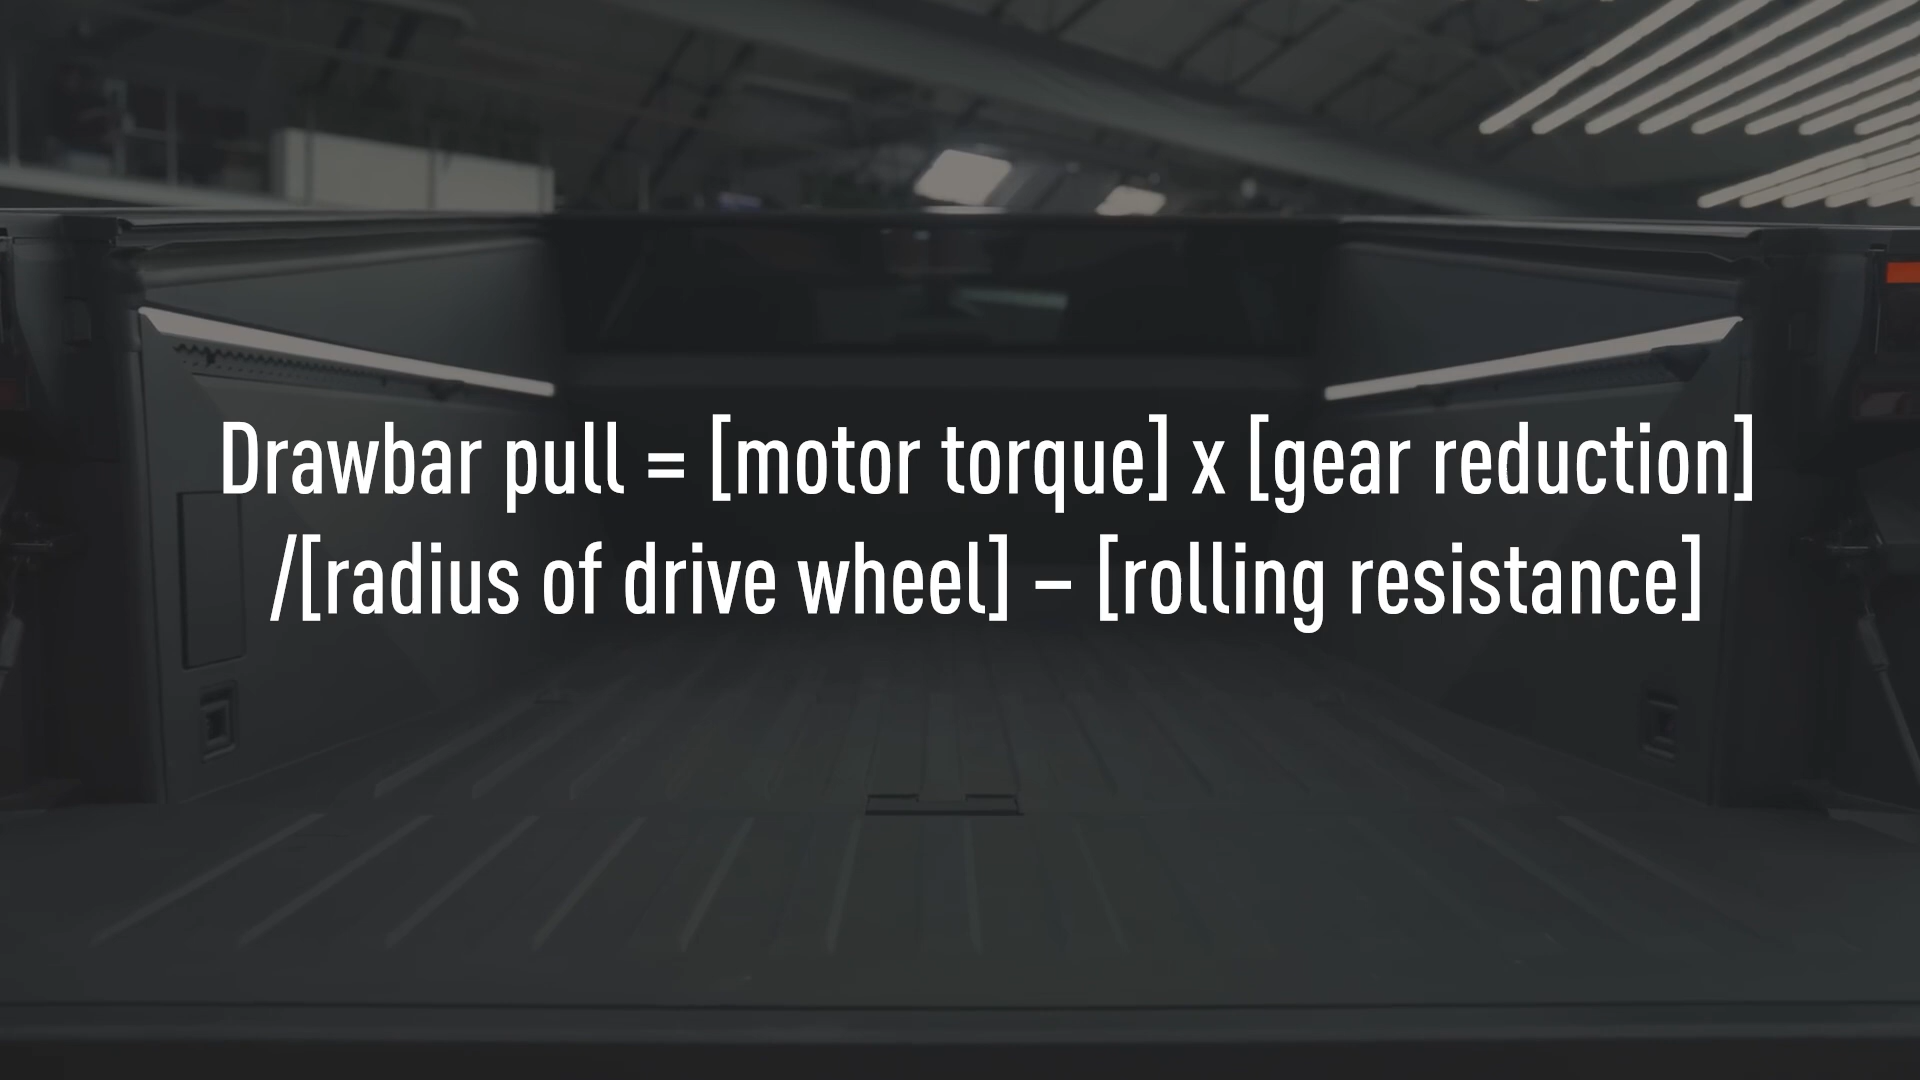 Drawbar pull = [motor torque] x [gear reduction]
/[radius of drive wheel] – [rolling resistance]